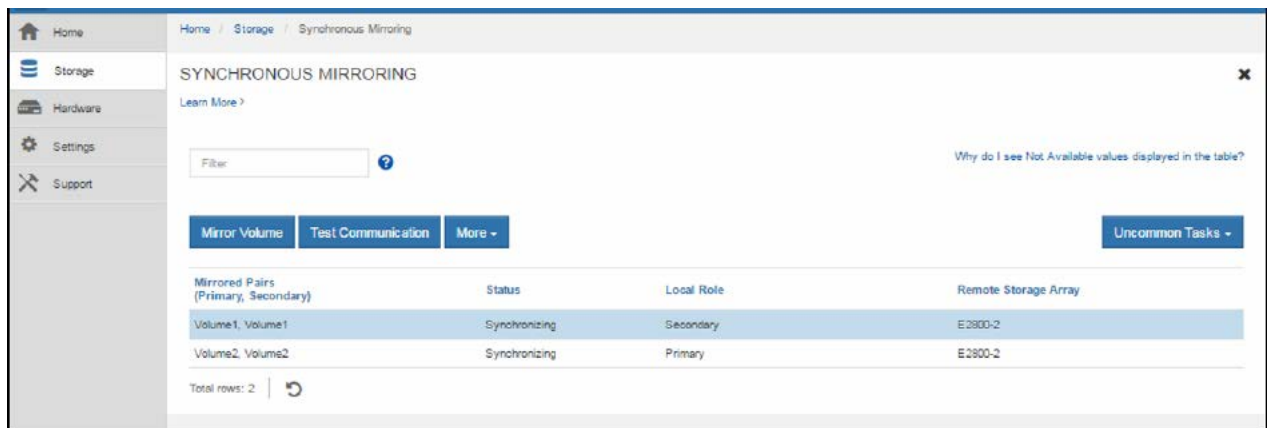 Home
Home / Storage / Synchronous Mirroring
Storage
SYNCHRONOUS MIRRORING
Hardware
Learn More >
Settings
Filter
Why do I see Not Available values displayed in the table?
Support
Mirror Volume Test Communication More Uncommon Tasks
Mirrored Pairs
(Primary, Secondary) Status Local Role Remote Storage Array
Volume1, Volume1 Synchronizing Secondary E2800-2
Volume2, Volume2 Synchronizing Primary E2800-2
Total rows: 2